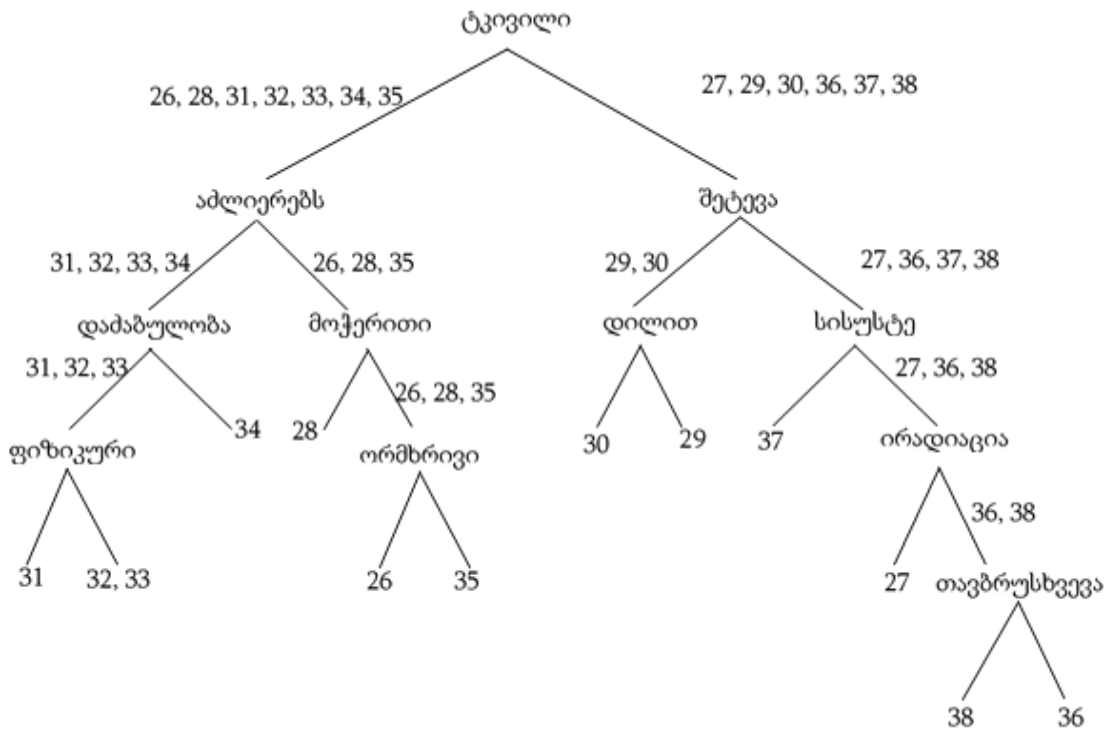 ტკივილი
26, 28, 31, 32, 33, 34, 35
27, 29, 30, 36, 37, 38
აძლიერებს
შეტევა
31, 32, 33, 34
26, 28, 35
29, 30
27, 36, 37, 38
დაძაბულობა
მოჭერითი
დილით
სისუსტე
31, 32, 33
26, 28, 35
27, 36, 38
34
28
30
29
37
ფიზიკური
ორმხრივი
ირადიაცია
36, 38
31
32, 33
26
35
27
თავბრუსხვევა
38
36